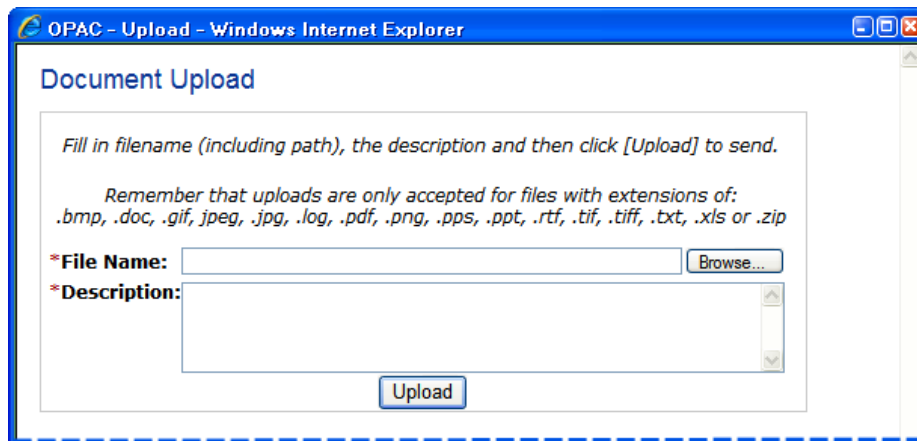 OPAC - Upload - Windows Internet Explorer
Document Upload
Fill in filename (including path), the description and then click [Upload] to send.
Remember that uploads are only accepted for files with extensions of:
.bmp, .doc, .gif, jpeg, .jpg, .log, .pdf, .png, .pps, .ppt, .rtf, .tif, .tiff, .txt, .xls or .zip
*File Name: Browse...
*Description:
Upload